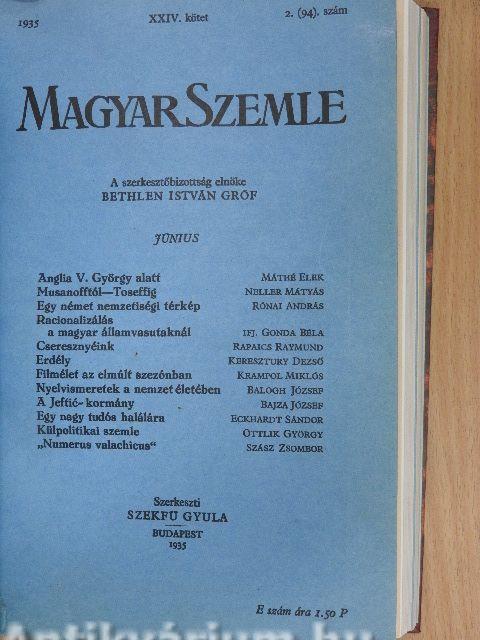 1935 XXIV. kötet 2. (94). szám
MAGYAR SZEMLE
A szerkesztőbizottság elnöke
BETHLEN ISTVÁN GRÓF
JÚNIUS
Anglia V. György alatt MÁTHÉ ELEK
Musanofftól—Toseffig NELLER MÁTYÁS
Egy német nemzetiségi térkép RÓNAI ANDRÁS
Racionalizálás
a magyar államvasutaknál IFJ. GONDA BÉLA
Cseresznyéink RAPAICS RAYMUND
Erdély KERESZTURY DEZSŐ
Filmélet az elmúlt szezónban KRAMPOL MIKLÓS
Nyelvismeretek a nemzet életében BALOGH JÓZSEF
A Jeftić-kormány BAJZA JÓZSEF
Egy nagy tudós halálára ECKHARDT SÁNDOR
Külpolitikai szemle OTTLIK GYÖRGY
„Numerus valachicus" SZÁSZ ZSOMBOR
Szerkeszti
SZEKFŰ GYULA
BUDAPEST
1935
E szám ára 1.50 P
Antikvárium.hu